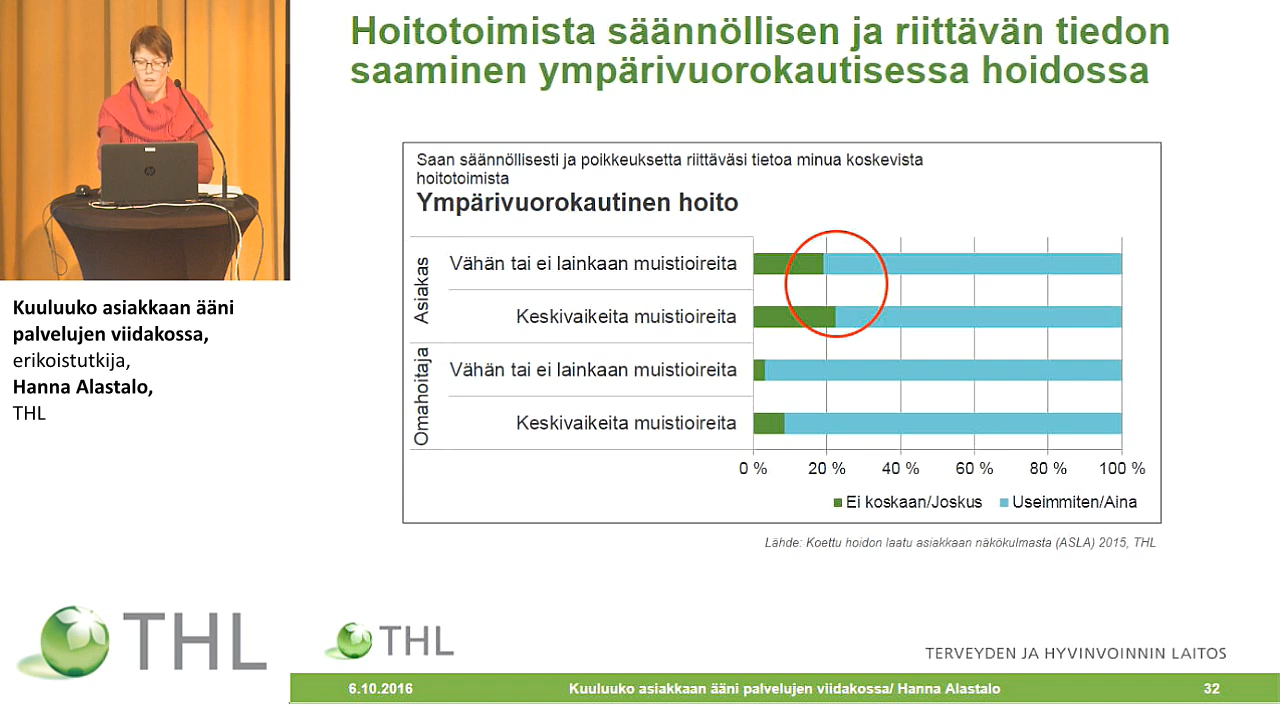 Hoitotoimista säännöllisen ja riittävän tiedon
saaminen ympärivuorokautisessa hoidossa
Kuuluuko asiakkaan ääni
palvelujen viidakossa,
erikoistutkija,
Hanna Alastalo,
THL
Saan säännöllisesti ja poikkeuksetta riittäväsi tietoa minua koskevista
hoitotoimista
Ympärivuorokautinen hoito
Asiakas
Vähän tai ei lainkaan muistioireita
Keskivaikeita muistioireita
Omahoitaja
Vähän tai ei lainkaan muistioireita
Keskivaikeita muistioireita
0 % 20 % 40 % 60 % 80 % 100 %
Ei koskaan/Joskus Useimmiten/Aina
Lähde: Koettu hoidon laatu asiakkaan näkökulmasta (ASLA) 2015, THL
THL
THL
TERVEYDEN JA HYVINVOINNIN LAITOS
6.10.2016 Kuuluuko asiakkaan ääni palvelujen viidakossa/ Hanna Alastalo 32